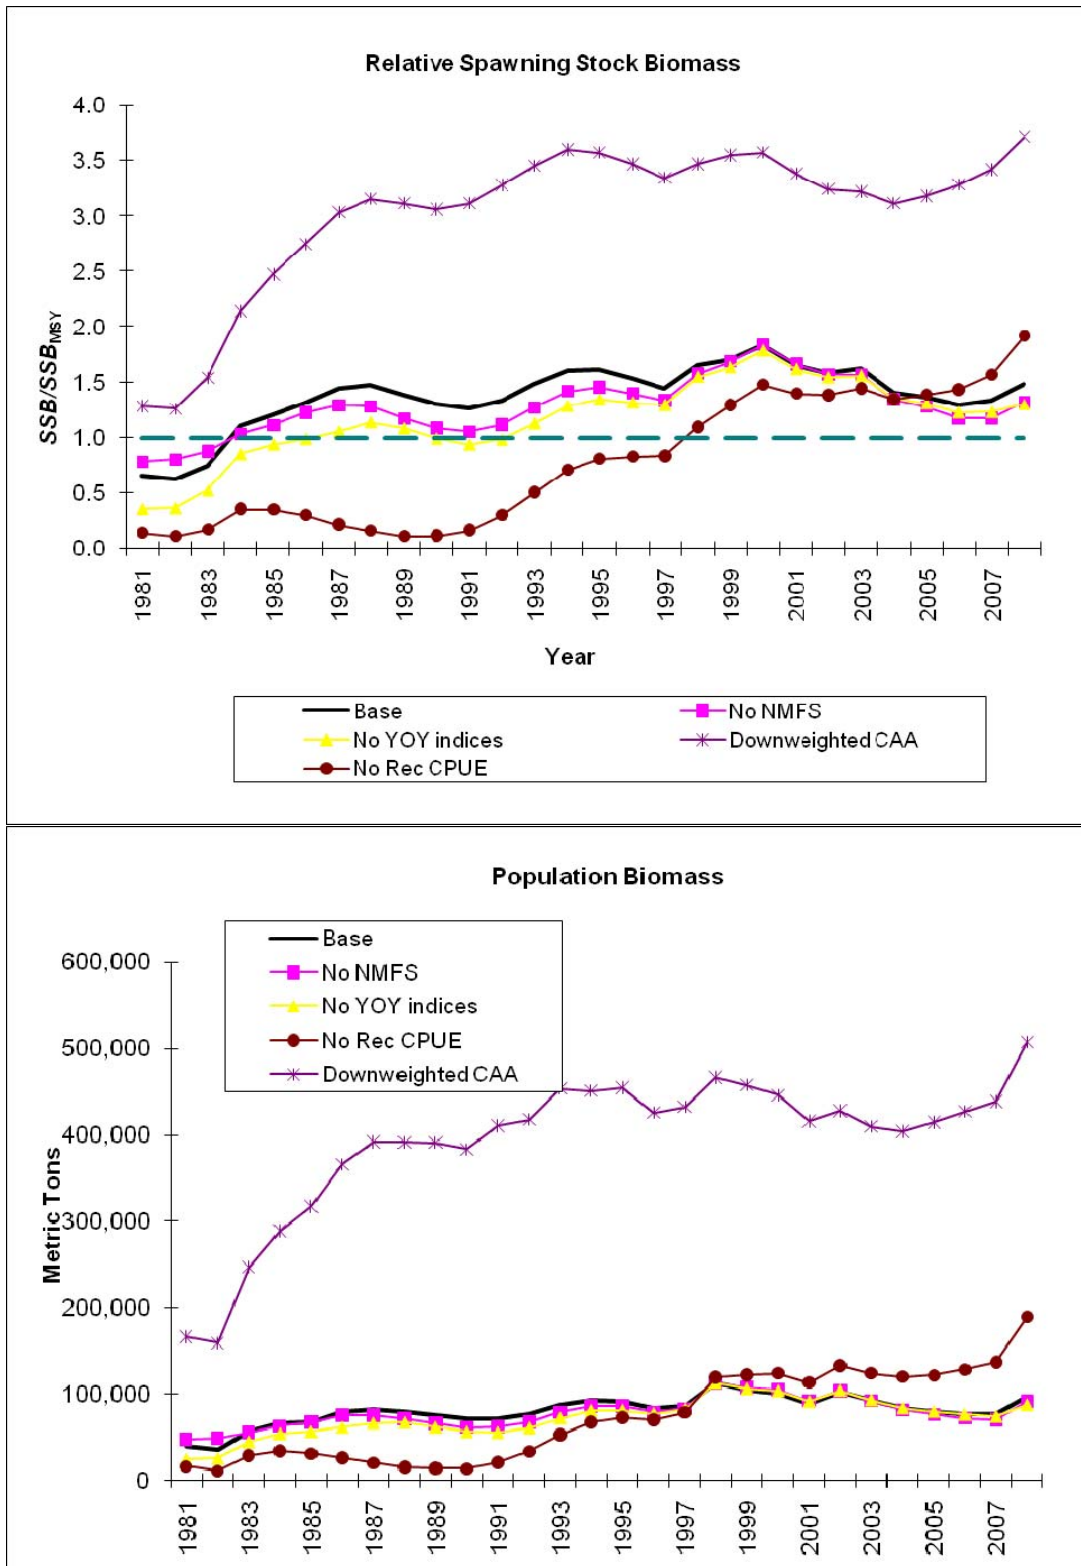 Relative Spawning Stock Biomass
4.0
3.5
3.0
2.5
2.0
1.5
1.0
0.5
0.0
SSB/SSBMSY
1981
1983
1985
1987
1989
1991
1993
1995
1997
1999
2001
2003
2005
2007
Year
Base
No NMFS
No YOY indices
Downweighted CAA
No Rec CPUE
Population Biomass
Base
No NMFS
No YOY indices
No Rec CPUE
Downweighted CAA
600,000
500,000
400,000
300,000
200,000
100,000
0
Metric Tons
1981
1983
1985
1987
1989
1991
1993
1995
1997
1999
2001
2003
2005
2007